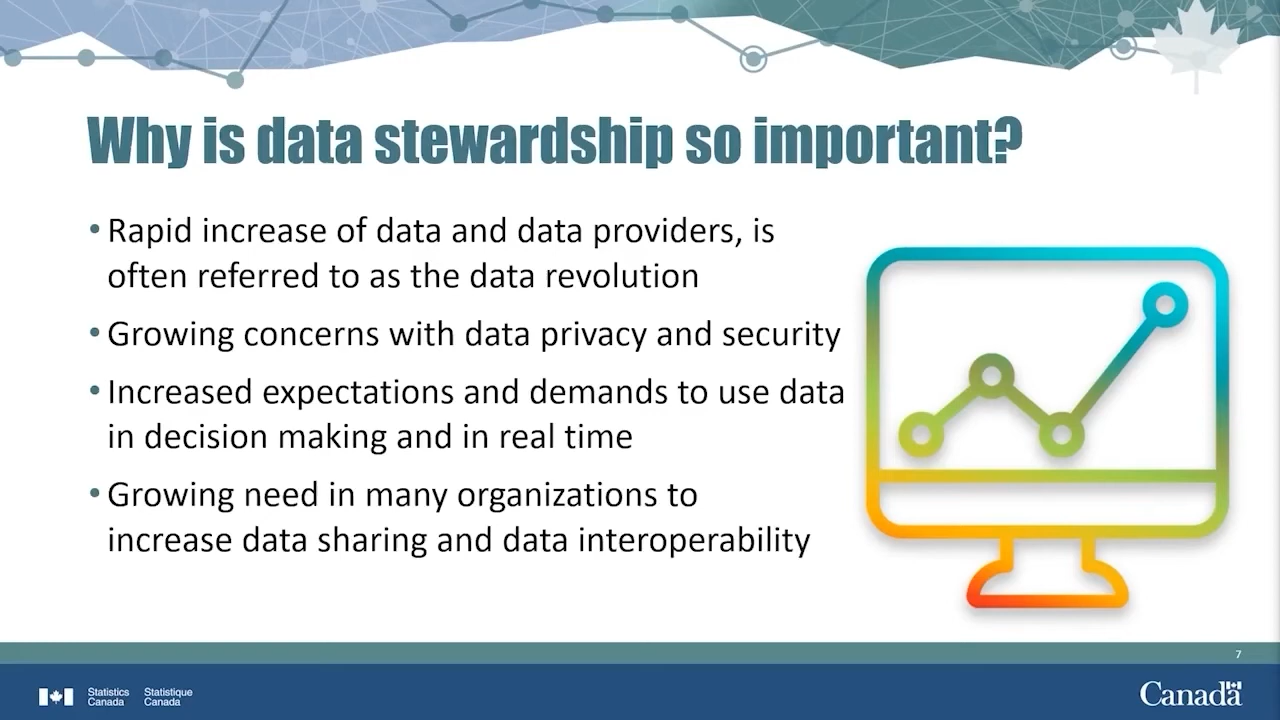 Why is data stewardship so important?
• Rapid increase of data and data providers, is
often referred to as the data revolution
• Growing concerns with data privacy and security
• Increased expectations and demands to use data
in decision making and in real time
• Growing need in many organizations to
increase data sharing and data interoperability
7
Statistics Statistique
Canada Canada
Canada